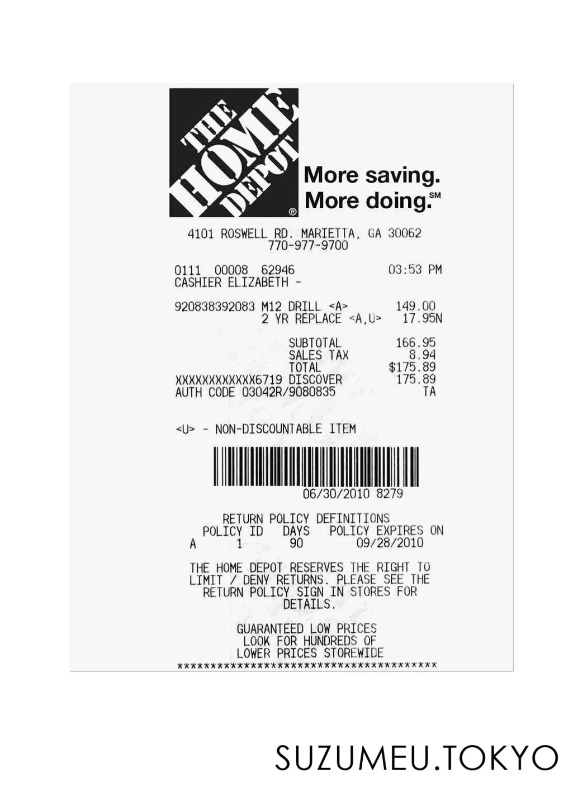 THE
HOME
DEPOT
®
More saving.
More doing.℠
4101 ROSWELL RD. MARIETTA, GA 30062
770-977-9700
0111 00008 62946 03:53 PM
CASHIER ELIZABETH -
920838392083 M12 DRILL <A> 149.00
2 YR REPLACE <A,U> 17.95N
SUBTOTAL 166.95
SALES TAX 8.94
TOTAL $175.89
XXXXXXXXXXXX6719 DISCOVER 175.89
AUTH CODE 03042R/9080835 TA
<U> - NON-DISCOUNTABLE ITEM
06/30/2010 8279
RETURN POLICY DEFINITIONS
POLICY ID DAYS POLICY EXPIRES ON
A 1 90 09/28/2010
THE HOME DEPOT RESERVES THE RIGHT TO
LIMIT / DENY RETURNS. PLEASE SEE THE
RETURN POLICY SIGN IN STORES FOR
DETAILS.
GUARANTEED LOW PRICES
LOOK FOR HUNDREDS OF
LOWER PRICES STOREWIDE
***************************************
SUZUMEU.TOKYO